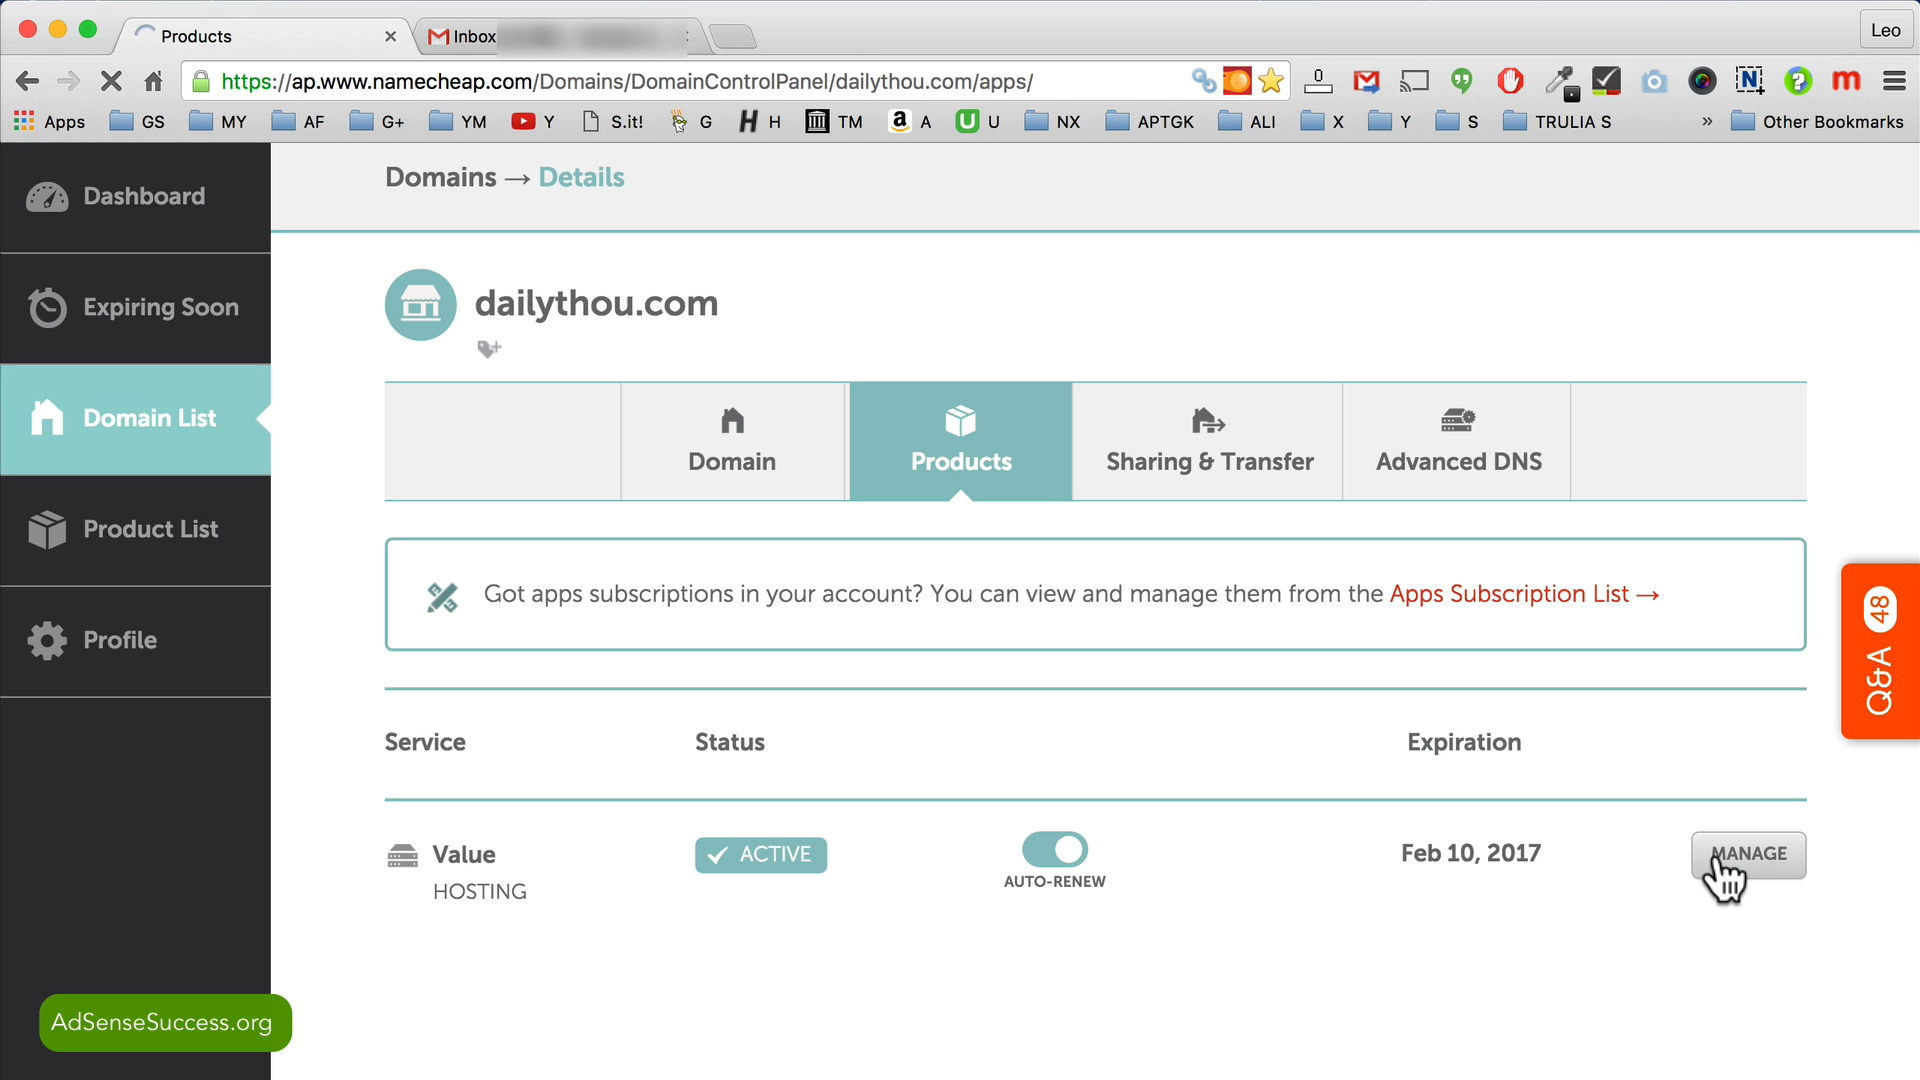 Products
Inbox
Leo
https://ap.www.namecheap.com/Domains/DomainControlPanel/dailythou.com/apps/
Apps GS MY AF G+ YM Y S.it! G H TM A U NX APTGK ALI X Y S TRULIA S » Other Bookmarks
Dashboard
Expiring Soon
Domain List
Product List
Profile
Domains → Details
dailythou.com
Domain
Products
Sharing & Transfer
Advanced DNS
Got apps subscriptions in your account? You can view and manage them from the Apps Subscription List →
Service Status Expiration
Value
HOSTING
ACTIVE
AUTO-RENEW
Feb 10, 2017
MANAGE
Q&A 48
AdSenseSuccess.org